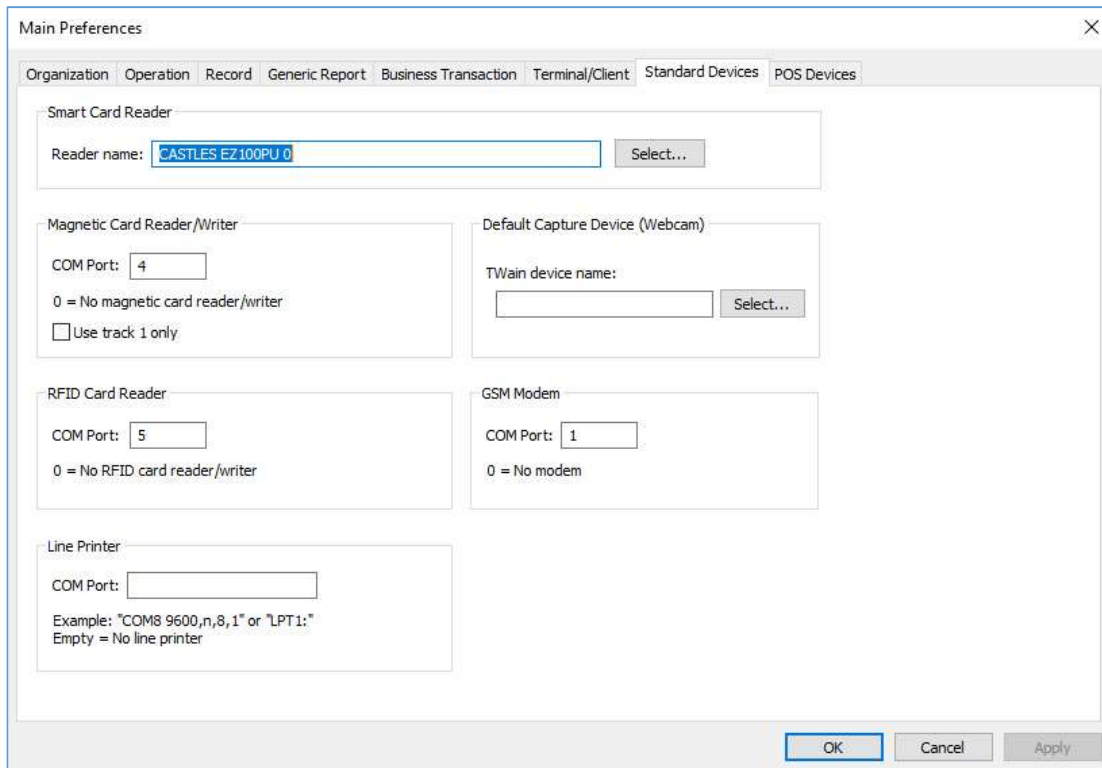 Main Preferences
Organization Operation Record Generic Report Business Transaction Terminal/Client Standard Devices POS Devices
Smart Card Reader
Reader name: CASTLES EZ100PU 0 Select...
Magnetic Card Reader/Writer
COM Port: 4
0 = No magnetic card reader/writer
Use track 1 only
Default Capture Device (Webcam)
TWain device name:
Select...
RFID Card Reader
COM Port: 5
0 = No RFID card reader/writer
GSM Modem
COM Port: 1
0 = No modem
Line Printer
COM Port:
Example: "COM8 9600,n,8,1" or "LPT1:"
Empty = No line printer
OK Cancel Apply